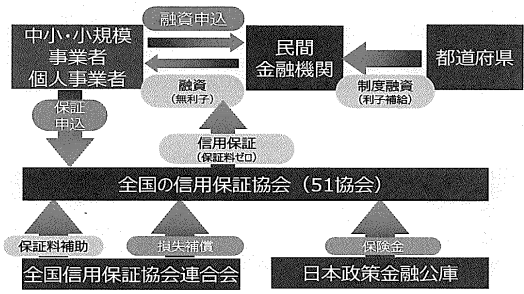 融資申込
中小・小規模
事業者
個人事業者
民間
金融機関
都道府県
融資
(無利子)
制度融資
(利子補給)
保証
申込
信用保証
(保証料ゼロ)
全国の信用保証協会(51協会)
保証料補助
損失補償
保険金
全国信用保証協会連合会
日本政策金融公庫